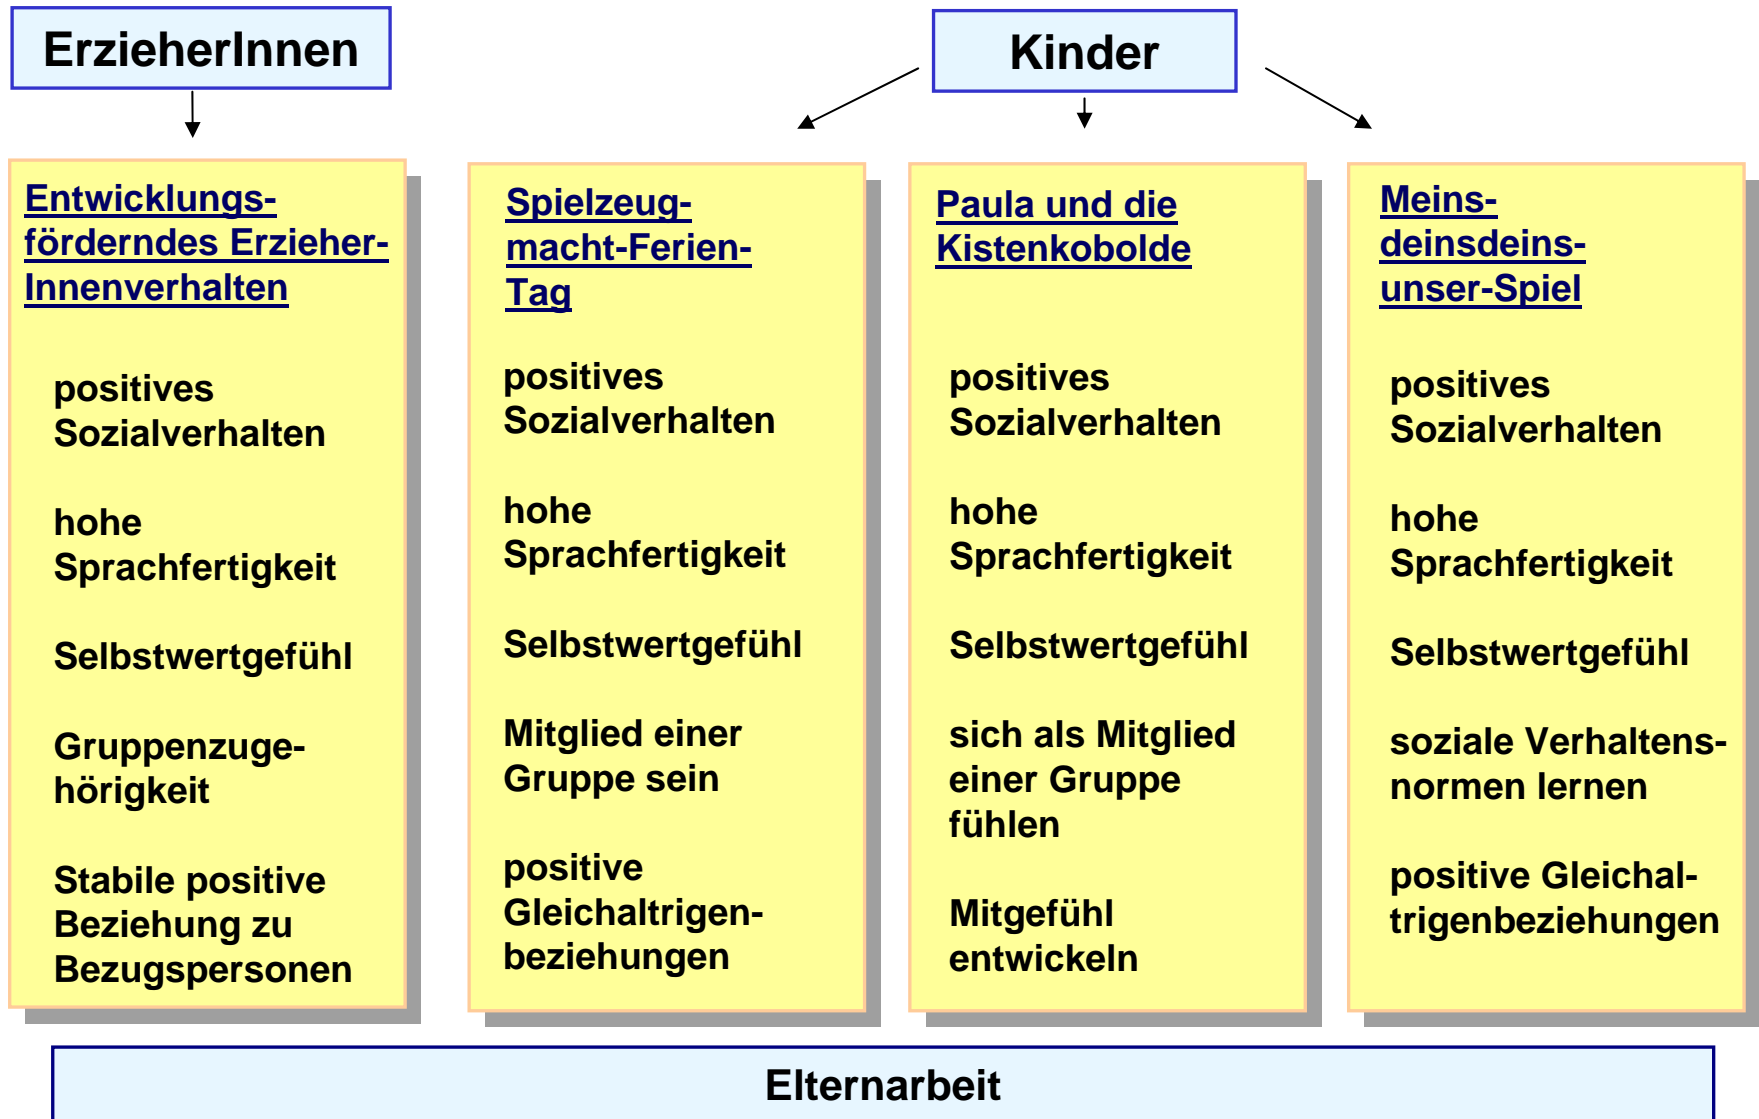 ErzieherInnen
Kinder
Entwicklungs-
förderndes Erzieher-
Innenverhalten
positives
Sozialverhalten
hohe
Sprachfertigkeit
Selbstwertgefühl
Gruppenzuge-
hörigkeit
Stabile positive
Beziehung zu
Bezugspersonen
Spielzeug-
macht-Ferien-
Tag
positives
Sozialverhalten
hohe
Sprachfertigkeit
Selbstwertgefühl
Mitglied einer
Gruppe sein
positive
Gleichaltrigen-
beziehungen
Paula und die
Kistenkobolde
positives
Sozialverhalten
hohe
Sprachfertigkeit
Selbstwertgefühl
sich als Mitglied
einer Gruppe
fühlen
Mitgefühl
entwickeln
Meins-
deinsdeins-
unser-Spiel
positives
Sozialverhalten
hohe
Sprachfertigkeit
Selbstwertgefühl
soziale Verhaltens-
normen lernen
positive Gleichal-
trigenbeziehungen
Elternarbeit